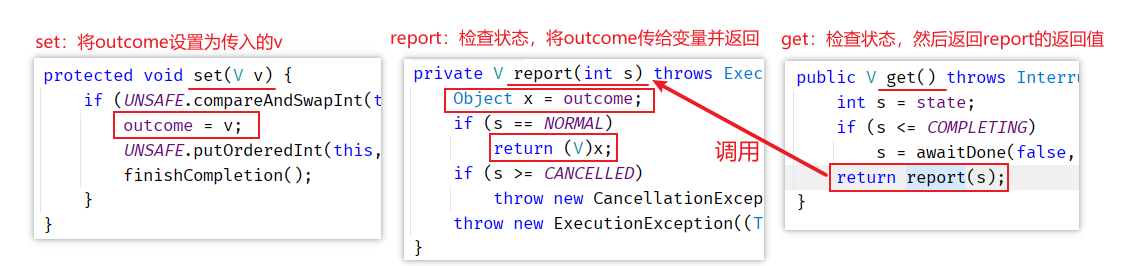 set：将outcome设置为传入的v
protected void set(V v) {
if (UNSAFE.compareAndSwapInt(t
outcome = v;
UNSAFE.putOrderedInt(this,
finishCompletion();
}
}
report：检查状态，将outcome传给变量并返回
private V report(int s) throws Exec
Object x = outcome;
if (s == NORMAL)
return (V)x;
if (s >= CANCELLED)
throw new CancellationExcep
throw new ExecutionException((T
}
调用
get：检查状态，然后返回report的返回值
public V get() throws Interr
int s = state;
if (s <= COMPLETING)
s = awaitDone(false,
return report(s);
}